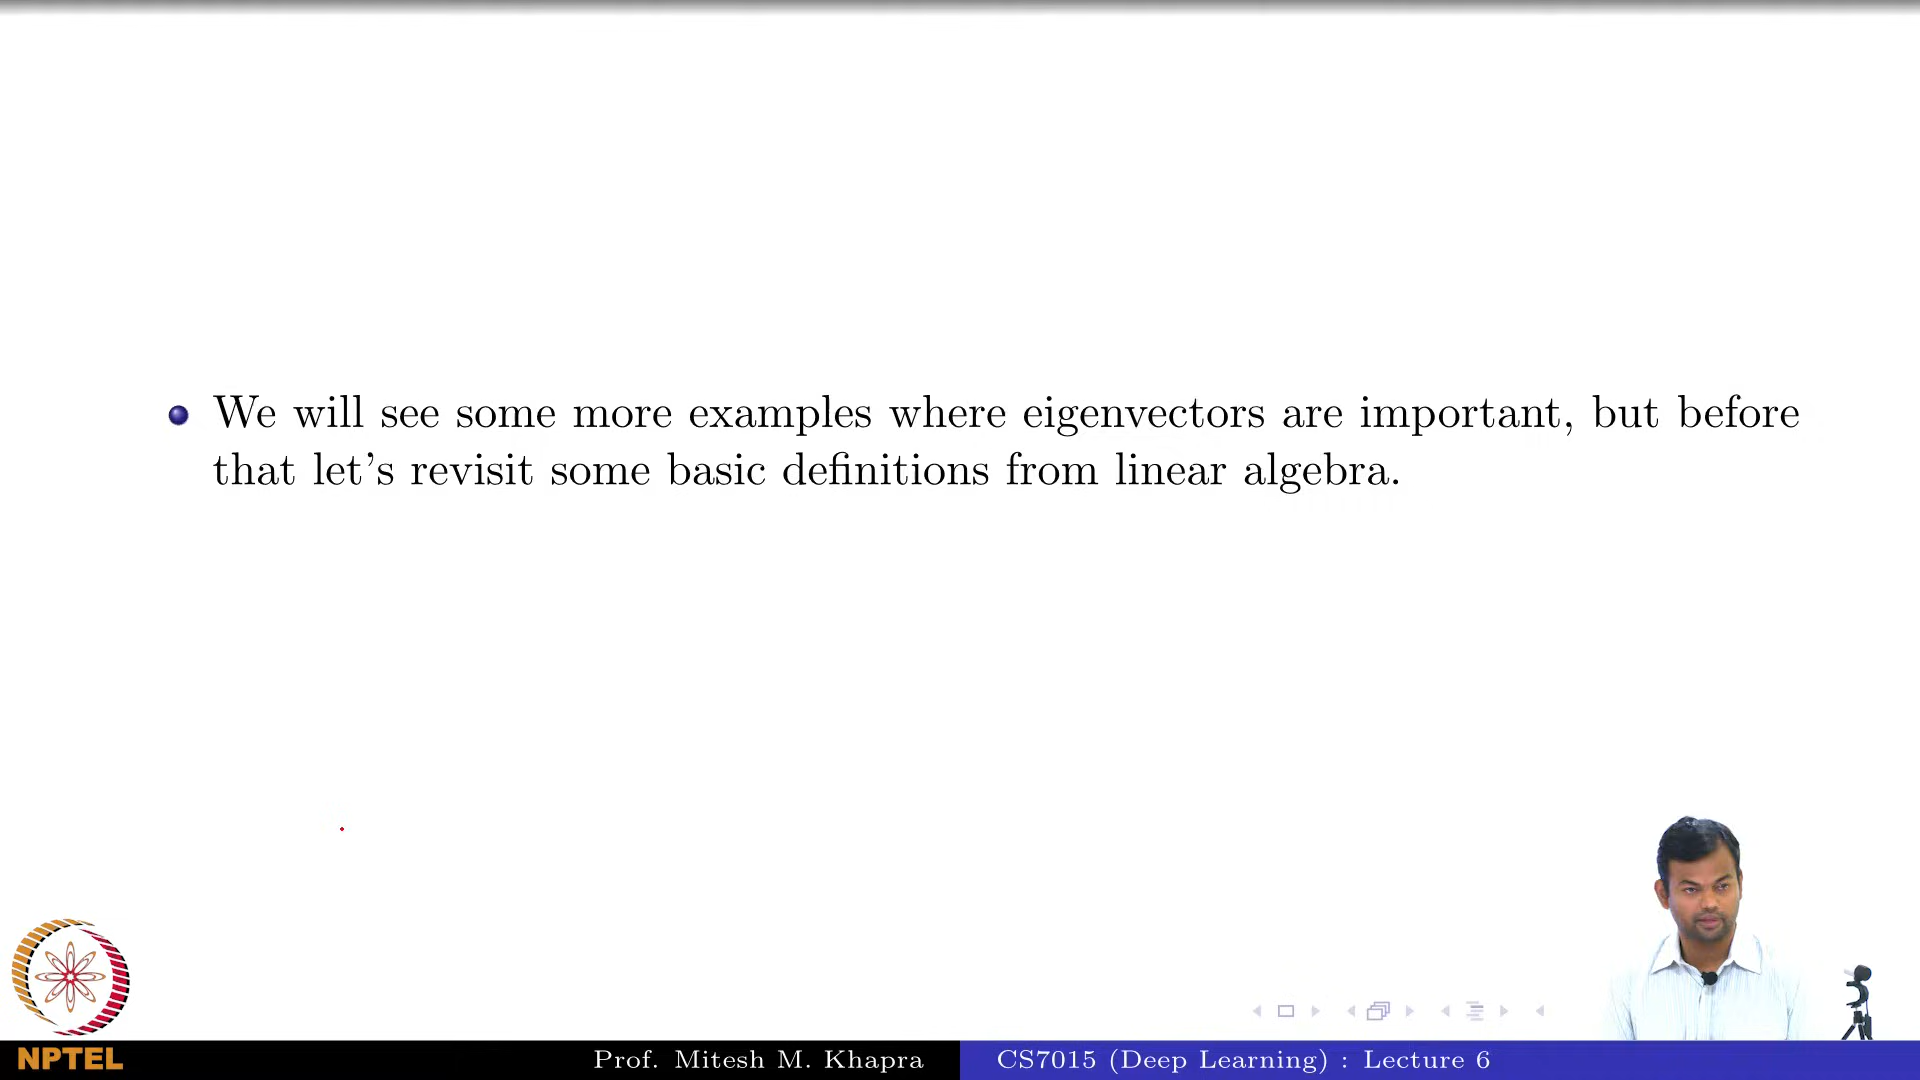 We will see some more examples where eigenvectors are important, but before
that let's revisit some basic definitions from linear algebra.
NPTEL
Prof. Mitesh M. Khapra
CS7015 (Deep Learning) : Lecture 6